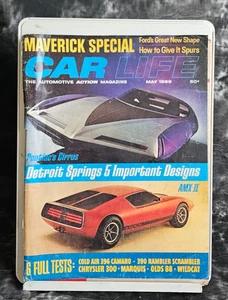 MAVERICK SPECIAL
Ford's Great New Shape
How to Give It Spurs
CAR LIFE
THE AUTOMOTIVE ACTION MAGAZINE
MAY 1969
50¢
Pontiac's Cirrus
Detroit Springs 5 Important Designs
AMX II
6 FULL TESTS:
COLD AIR 396 CAMARO · 390 RAMBLER SCRAMBLER
CHRYSLER 300 · MARQUIS · OLDS 88 · WILDCAT